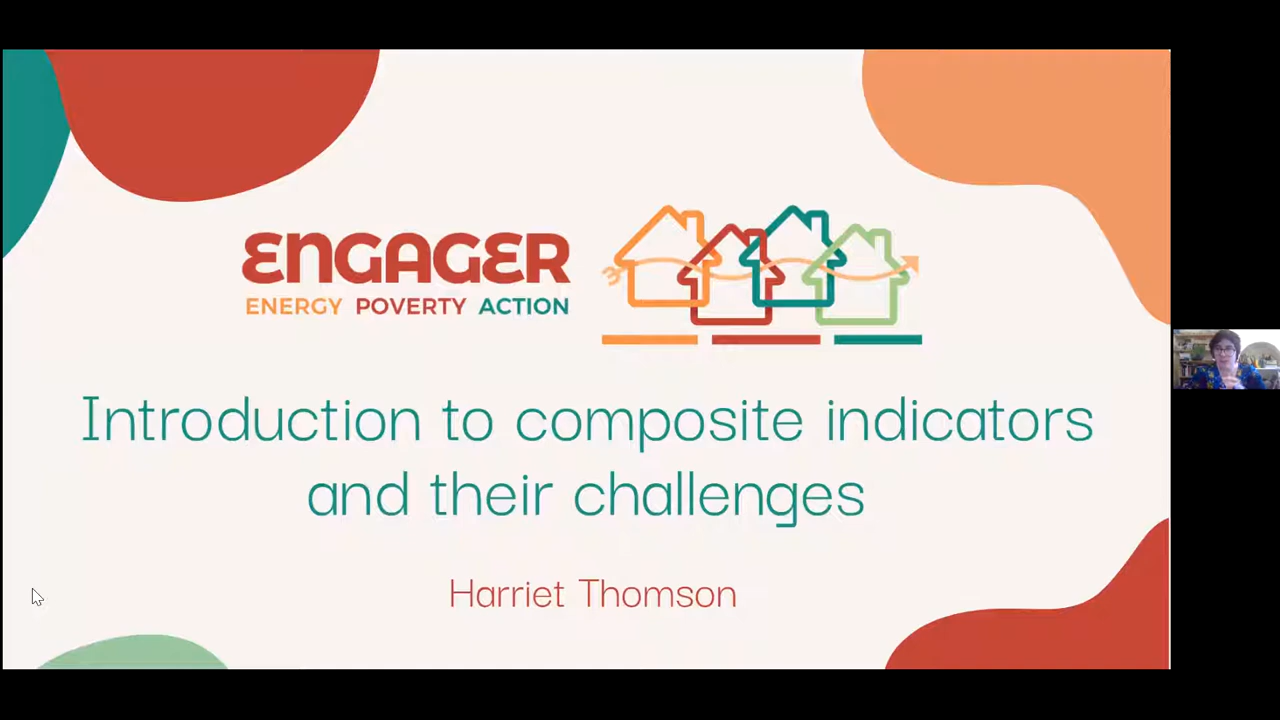 ENGAGER
ENERGY POVERTY ACTION
Introduction to composite indicators
and their challenges
Harriet Thomson